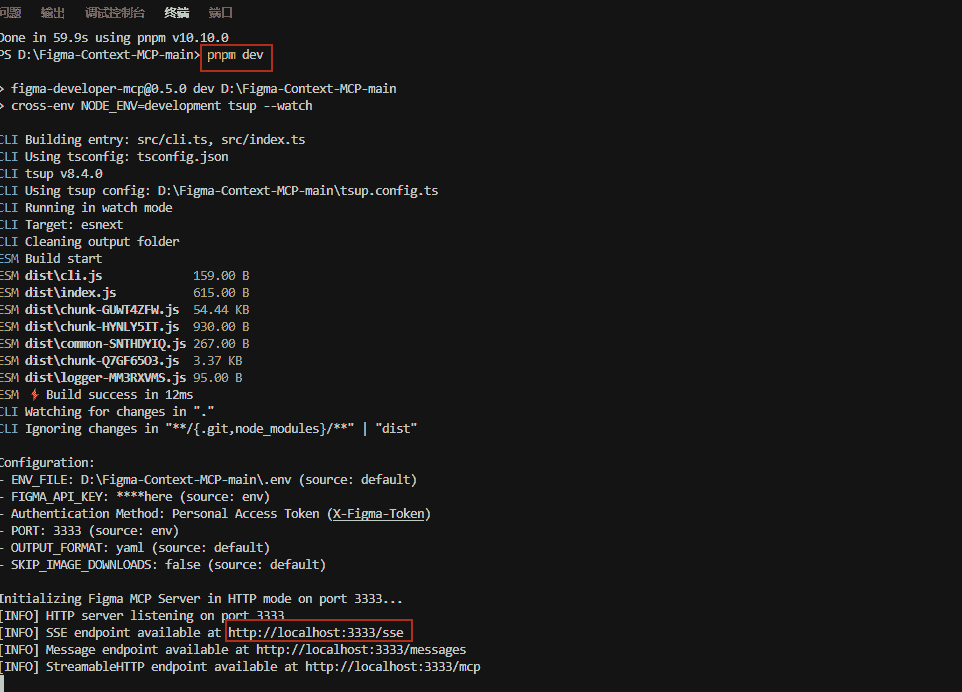 问题 输出 调试控制台 终端 端口
Done in 59.9s using pnpm v10.10.0
PS D:\Figma-Context-MCP-main> pnpm dev
> figma-developer-mcp@0.5.0 dev D:\Figma-Context-MCP-main
> cross-env NODE_ENV=development tsup --watch
CLI Building entry: src/cli.ts, src/index.ts
CLI Using tsconfig: tsconfig.json
CLI tsup v8.4.0
CLI Using tsup config: D:\Figma-Context-MCP-main\tsup.config.ts
CLI Running in watch mode
CLI Target: esnext
CLI Cleaning output folder
ESM Build start
ESM dist\cli.js 159.00 B
ESM dist\index.js 615.00 B
ESM dist\chunk-GUWT4ZFW.js 54.44 KB
ESM dist\chunk-HYNLY5IT.js 930.00 B
ESM dist\common-SNTHDYIQ.js 267.00 B
ESM dist\chunk-Q7GF65O3.js 3.37 KB
ESM dist\logger-MM3RXVMS.js 95.00 B
ESM ⚡ Build success in 12ms
CLI Watching for changes in "."
CLI Ignoring changes in "**/{.git,node_modules}/**" | "dist"
Configuration:
- ENV_FILE: D:\Figma-Context-MCP-main\.env (source: default)
- FIGMA_API_KEY: ****here (source: env)
- Authentication Method: Personal Access Token (X-Figma-Token)
- PORT: 3333 (source: env)
- OUTPUT_FORMAT: yaml (source: default)
- SKIP_IMAGE_DOWNLOADS: false (source: default)
Initializing Figma MCP Server in HTTP mode on port 3333...
[INFO] HTTP server listening on port 3333
[INFO] SSE endpoint available at http://localhost:3333/sse
[INFO] Message endpoint available at http://localhost:3333/messages
[INFO] StreamableHTTP endpoint available at http://localhost:3333/mcp